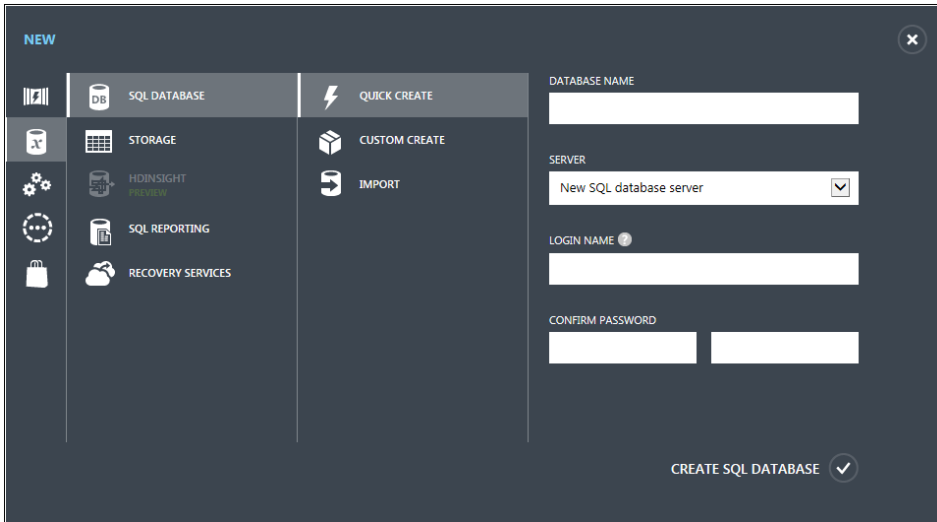 NEW
SQL DATABASE
STORAGE
HDINSIGHT
PREVIEW
SQL REPORTING
RECOVERY SERVICES
QUICK CREATE
CUSTOM CREATE
IMPORT
DATABASE NAME
SERVER
New SQL database server
LOGIN NAME ?
CONFIRM PASSWORD
CREATE SQL DATABASE
DB
x